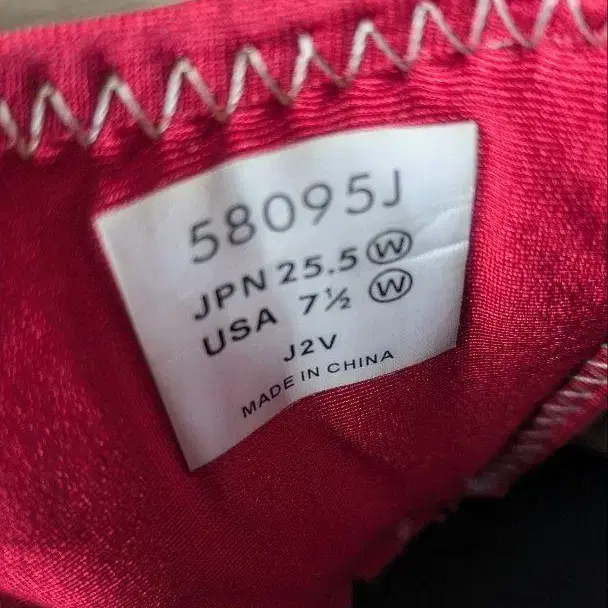 58095J
JPN 25.5 Ⓦ
USA 7½ Ⓦ
J2V
MADE IN CHINA